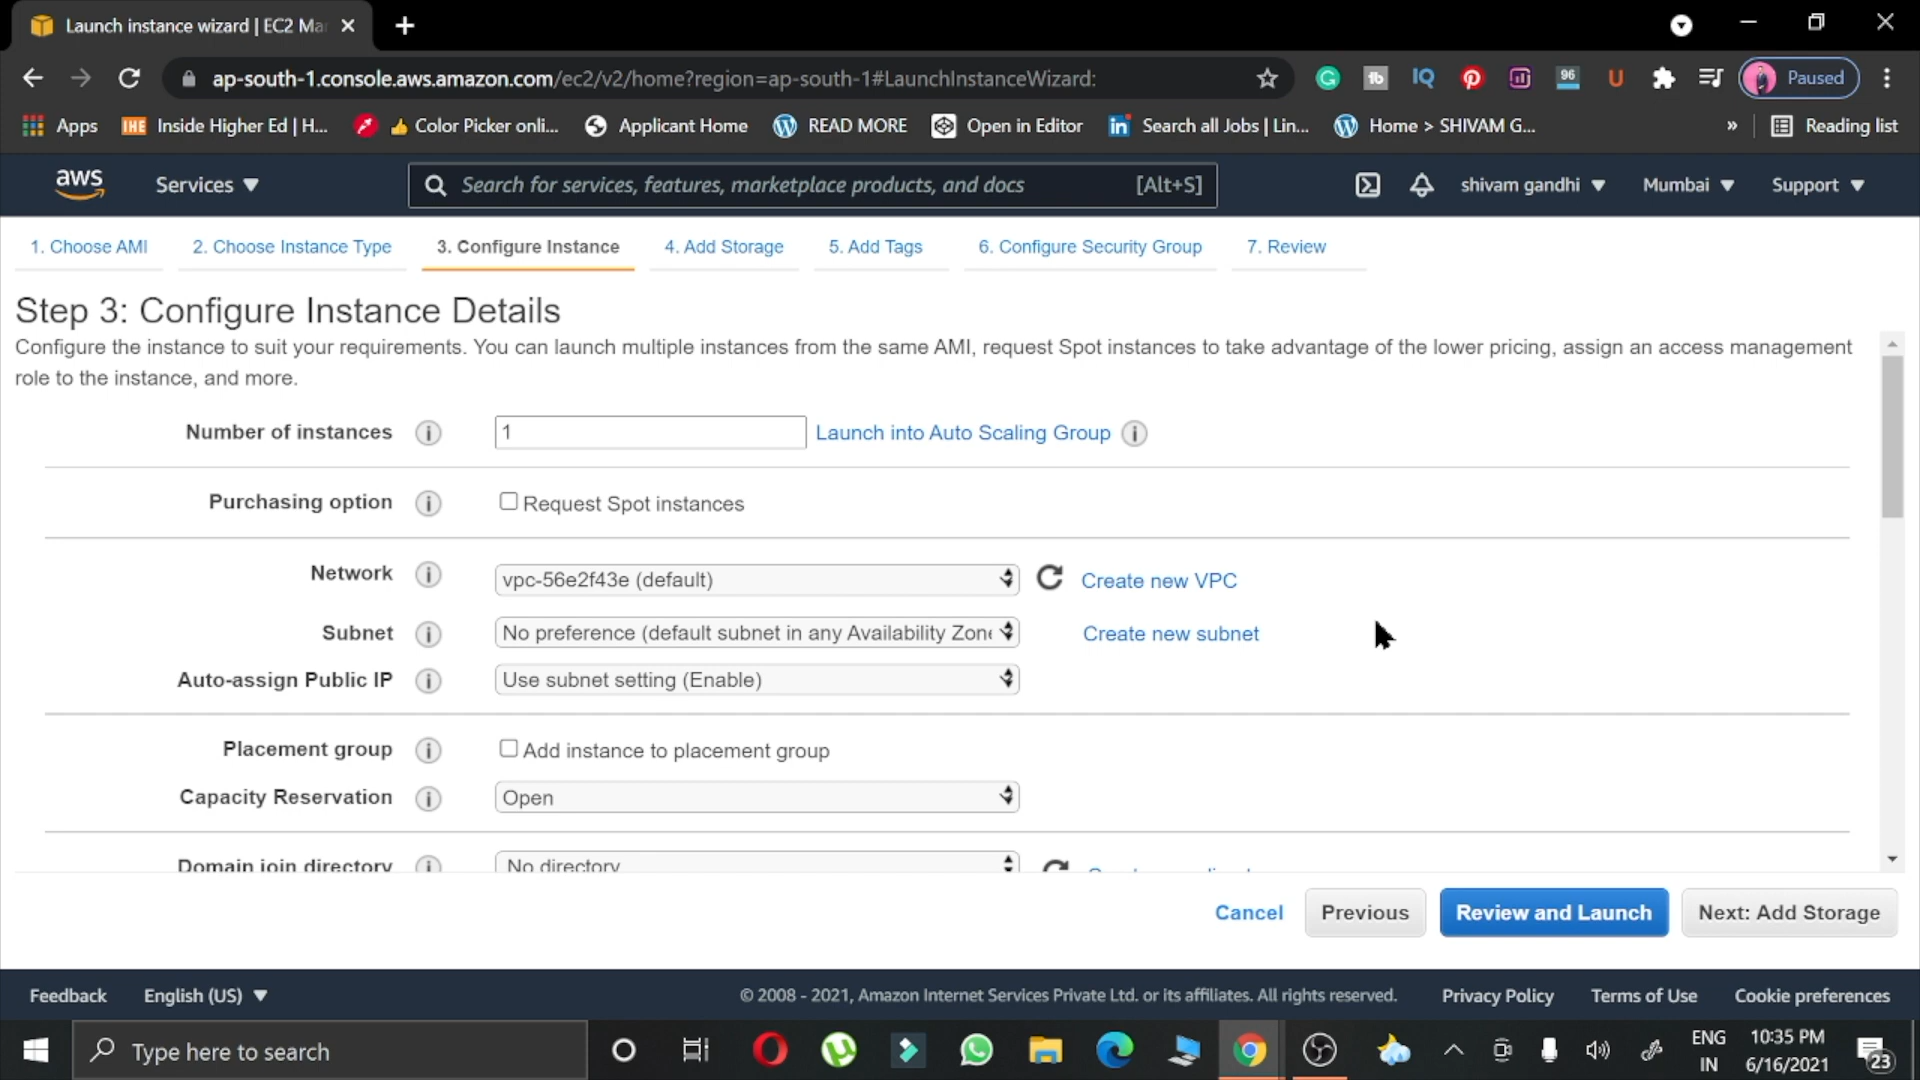 Launch instance wizard | EC2 Ma
ap-south-1.console.aws.amazon.com/ec2/v2/home?region=ap-south-1#LaunchInstanceWizard:
tb IQ 96 U Paused
Apps IHE Inside Higher Ed | H... 👍 Color Picker onli... Applicant Home READ MORE Open in Editor in Search all Jobs | Lin... Home > SHIVAM G... » Reading list
aws Services Search for services, features, marketplace products, and docs [Alt+S] shivam gandhi Mumbai Support
1. Choose AMI 2. Choose Instance Type 3. Configure Instance 4. Add Storage 5. Add Tags 6. Configure Security Group 7. Review
Step 3: Configure Instance Details
Configure the instance to suit your requirements. You can launch multiple instances from the same AMI, request Spot instances to take advantage of the lower pricing, assign an access management
role to the instance, and more.
Number of instances i 1 Launch into Auto Scaling Group i
Purchasing option i Request Spot instances
Network i vpc-56e2f43e (default) Create new VPC
Subnet i No preference (default subnet in any Availability Zone Create new subnet
Auto-assign Public IP i Use subnet setting (Enable)
Placement group i Add instance to placement group
Capacity Reservation i Open
Domain join directory i No directory
Cancel Previous Review and Launch Next: Add Storage
Feedback English (US) © 2008 - 2021, Amazon Internet Services Private Ltd. or its affiliates. All rights reserved. Privacy Policy Terms of Use Cookie preferences
Type here to search
ENG 10:35 PM
IN 6/16/2021 23